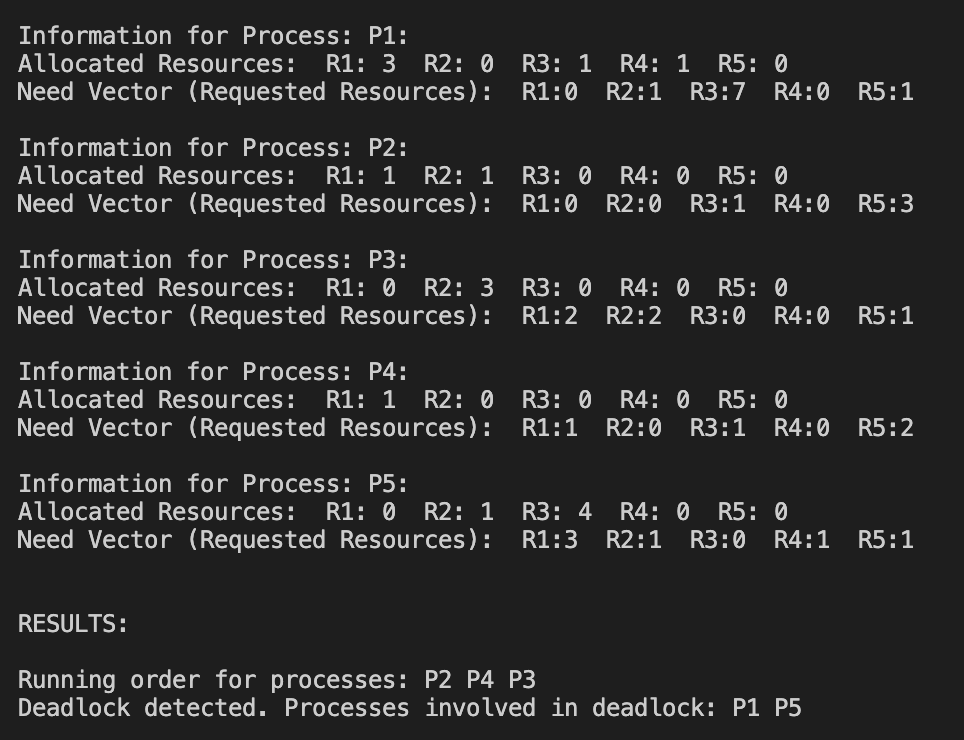 Information for Process: P1:
Allocated Resources:  R1: 3  R2: 0  R3: 1  R4: 1  R5: 0
Need Vector (Requested Resources):  R1:0  R2:1  R3:7  R4:0  R5:1
Information for Process: P2:
Allocated Resources:  R1: 1  R2: 1  R3: 0  R4: 0  R5: 0
Need Vector (Requested Resources):  R1:0  R2:0  R3:1  R4:0  R5:3
Information for Process: P3:
Allocated Resources:  R1: 0  R2: 3  R3: 0  R4: 0  R5: 0
Need Vector (Requested Resources):  R1:2  R2:2  R3:0  R4:0  R5:1
Information for Process: P4:
Allocated Resources:  R1: 1  R2: 0  R3: 0  R4: 0  R5: 0
Need Vector (Requested Resources):  R1:1  R2:0  R3:1  R4:0  R5:2
Information for Process: P5:
Allocated Resources:  R1: 0  R2: 1  R3: 4  R4: 0  R5: 0
Need Vector (Requested Resources):  R1:3  R2:1  R3:0  R4:1  R5:1
RESULTS:
Running order for processes: P2 P4 P3
Deadlock detected. Processes involved in deadlock: P1 P5